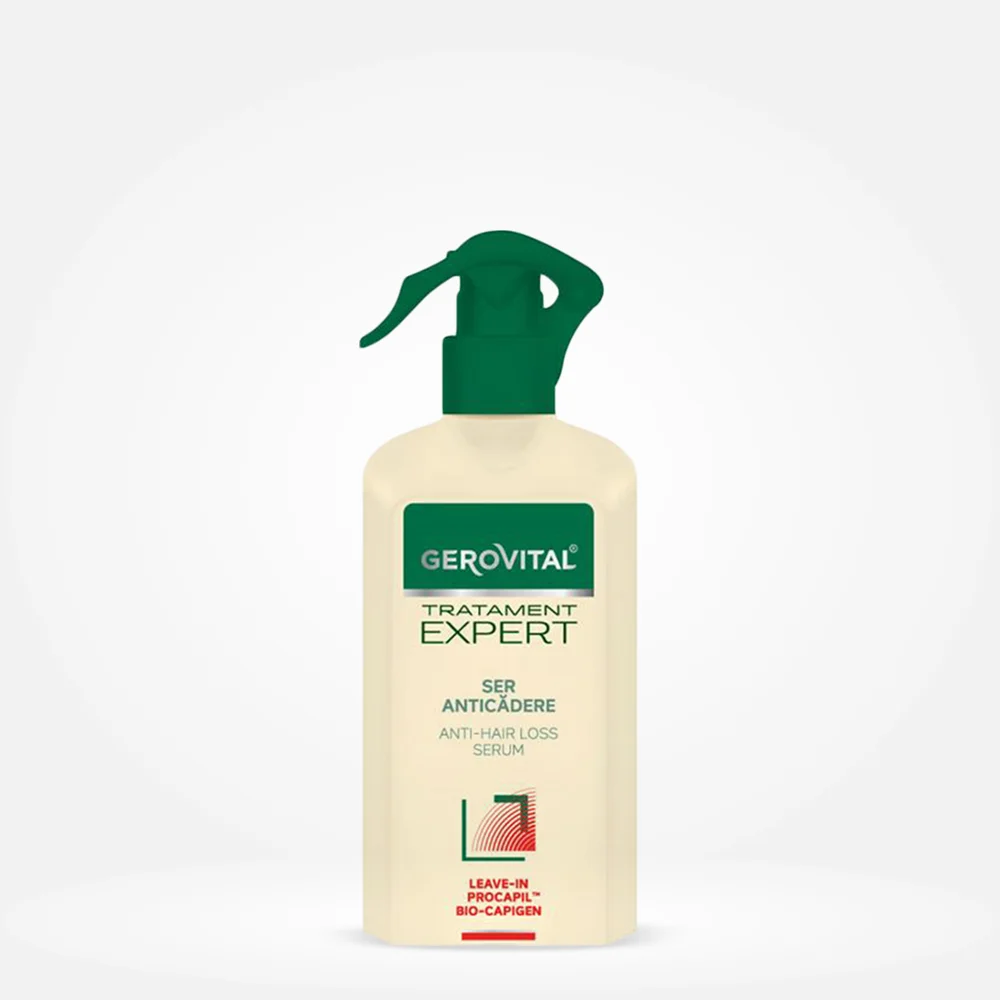 GEROVITAL®
TRATAMENT
EXPERT
SER
ANTICĂDERE
ANTI-HAIR LOSS
SERUM
LEAVE-IN
PROCAPIL™
BIO-CAPIGEN